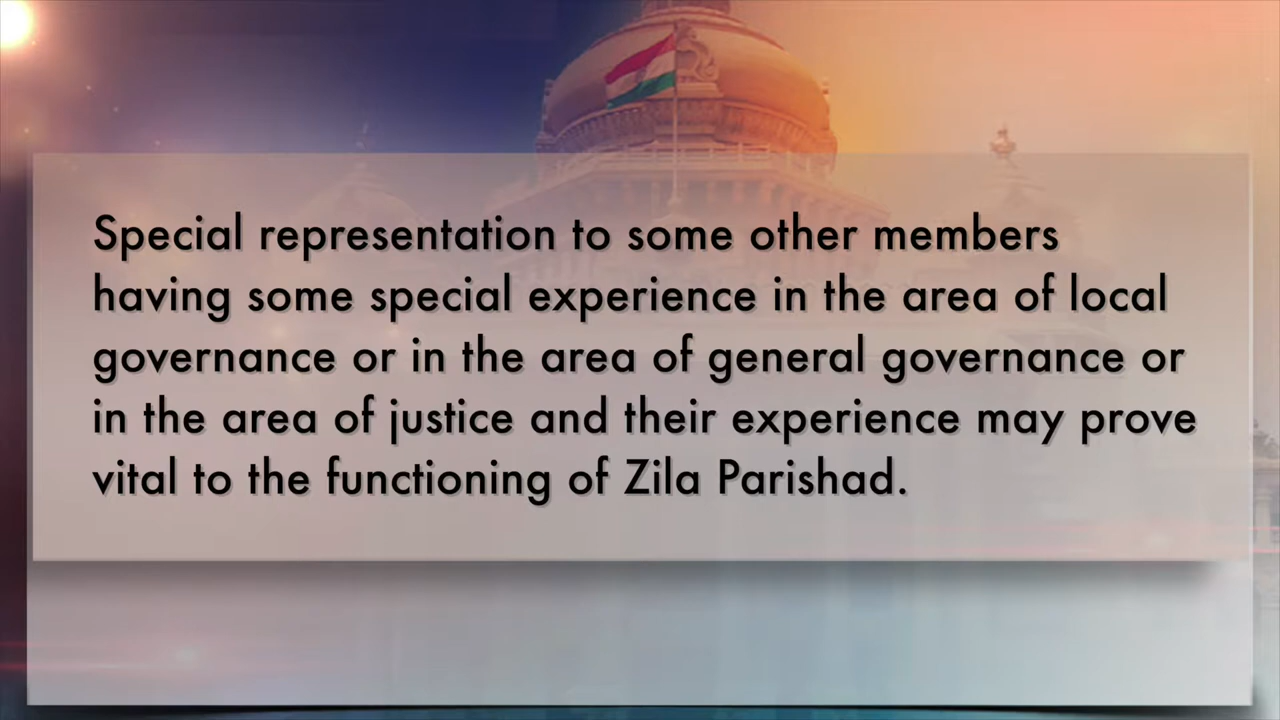 Special representation to some other members
having some special experience in the area of local
governance or in the area of general governance or
in the area of justice and their experience may prove
vital to the functioning of Zila Parishad.